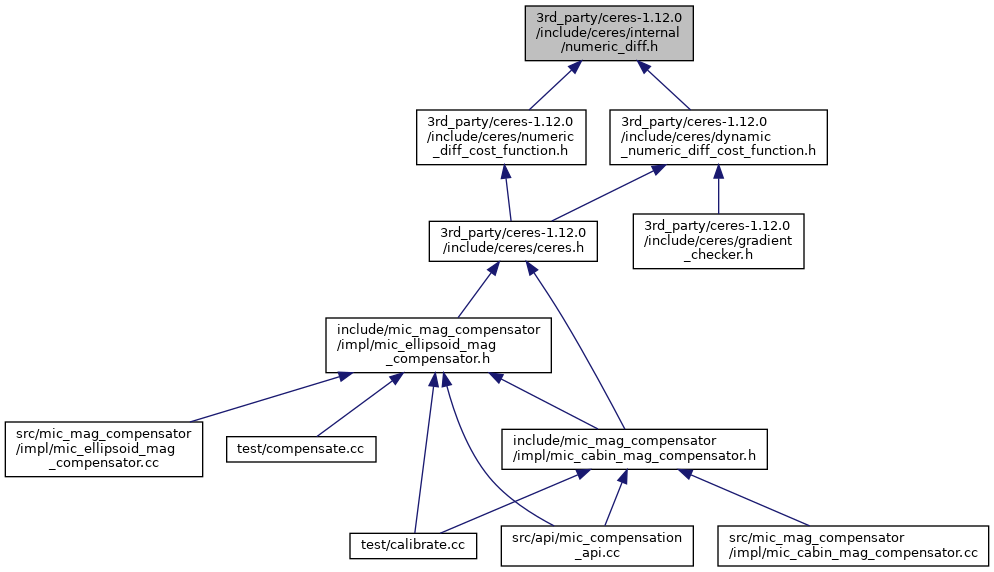 3rd_party/ceres-1.12.0
/include/ceres/internal
/numeric_diff.h
3rd_party/ceres-1.12.0
/include/ceres/numeric
_diff_cost_function.h
3rd_party/ceres-1.12.0
/include/ceres/dynamic
_numeric_diff_cost_function.h
3rd_party/ceres-1.12.0
/include/ceres/ceres.h
3rd_party/ceres-1.12.0
/include/ceres/gradient
_checker.h
include/mic_mag_compensator
/impl/mic_ellipsoid_mag
_compensator.h
src/mic_mag_compensator
/impl/mic_ellipsoid_mag
_compensator.cc
test/compensate.cc
include/mic_mag_compensator
/impl/mic_cabin_mag_compensator.h
test/calibrate.cc
src/api/mic_compensation
_api.cc
src/mic_mag_compensator
/impl/mic_cabin_mag_compensator.cc